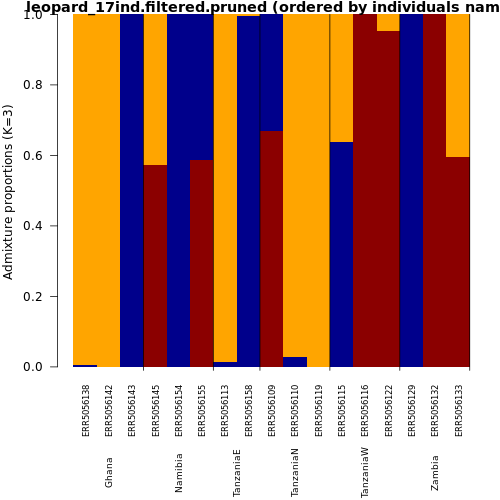 leopard_17ind.filtered.pruned (ordered by individuals nam
Admixture proportions (K=3)
1.0
0.8
0.6
0.4
0.2
0.0
ERR5056138
ERR5056142
ERR5056143
ERR5056145
ERR5056154
ERR5056155
ERR5056113
ERR5056158
ERR5056109
ERR5056110
ERR5056119
ERR5056115
ERR5056116
ERR5056122
ERR5056129
ERR5056132
ERR5056133
Ghana
Namibia
TanzaniaE
TanzaniaN
TanzaniaW
Zambia